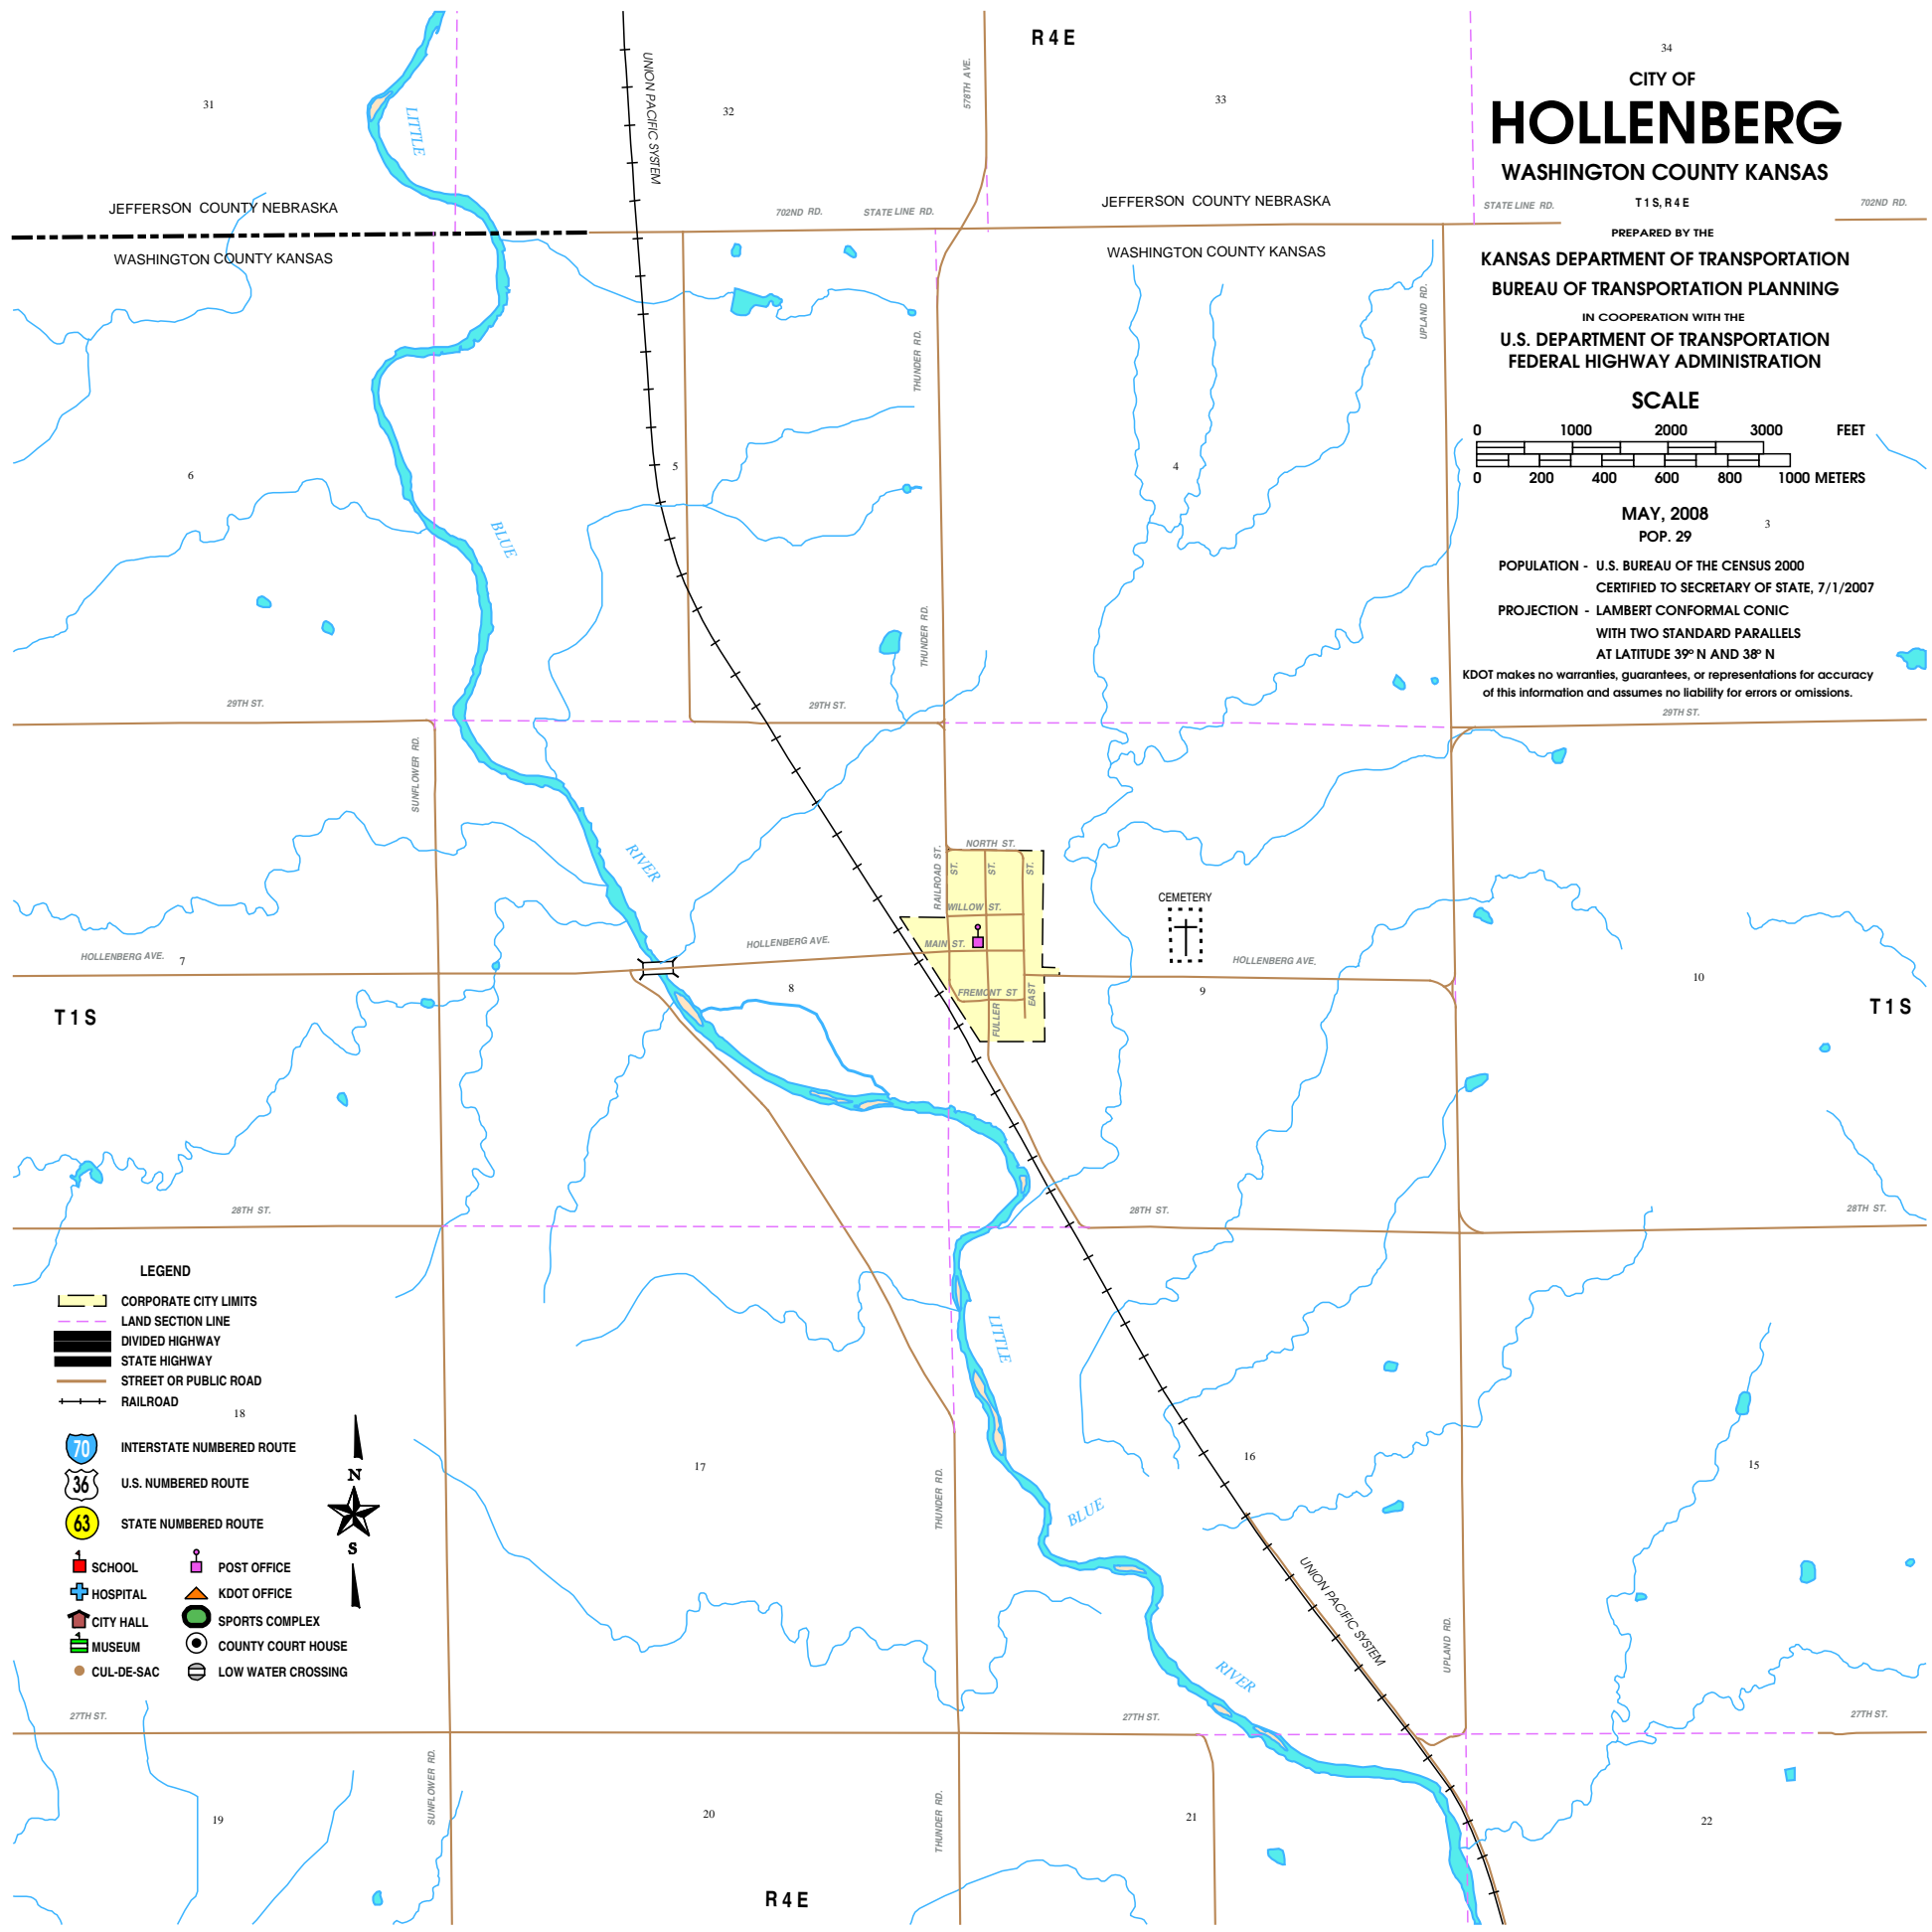 R 4 E
34
CITY OF
HOLLENBERG
WASHINGTON COUNTY KANSAS
T 1 S, R 4 E
PREPARED BY THE
KANSAS DEPARTMENT OF TRANSPORTATION
BUREAU OF TRANSPORTATION PLANNING
IN COOPERATION WITH THE
U.S. DEPARTMENT OF TRANSPORTATION
FEDERAL HIGHWAY ADMINISTRATION
SCALE
0 1000 2000 3000 FEET
0 200 400 600 800 1000 METERS
MAY, 2008
POP. 29
3
POPULATION - U.S. BUREAU OF THE CENSUS 2000
CERTIFIED TO SECRETARY OF STATE, 7/1/2007
PROJECTION - LAMBERT CONFORMAL CONIC
WITH TWO STANDARD PARALLELS
AT LATITUDE 39º N AND 38º N
KDOT makes no warranties, guarantees, or representations for accuracy
of this information and assumes no liability for errors or omissions.
31
32
33
LITTLE
UNION PACIFIC SYSTEM
578TH AVE.
JEFFERSON COUNTY NEBRASKA
702ND RD.
STATE LINE RD.
JEFFERSON COUNTY NEBRASKA
STATE LINE RD.
702ND RD.
WASHINGTON COUNTY KANSAS
WASHINGTON COUNTY KANSAS
THUNDER RD.
UPLAND RD.
6
5
4
BLUE
THUNDER RD.
29TH ST.
29TH ST.
29TH ST.
SUNFLOWER RD.
RIVER
NORTH ST.
RAILROAD ST.
ST.
ST.
ST.
WILLOW ST.
MAIN ST.
FREMONT ST
FULLER
EAST
CEMETERY
HOLLENBERG AVE.
7
HOLLENBERG AVE.
8
HOLLENBERG AVE.
9
10
T 1 S
T 1 S
28TH ST.
28TH ST.
28TH ST.
LITTLE
LEGEND
CORPORATE CITY LIMITS
LAND SECTION LINE
DIVIDED HIGHWAY
STATE HIGHWAY
STREET OR PUBLIC ROAD
RAILROAD
18
70 INTERSTATE NUMBERED ROUTE
36 U.S. NUMBERED ROUTE
63 STATE NUMBERED ROUTE
N
S
1 SCHOOL
POST OFFICE
HOSPITAL
KDOT OFFICE
CITY HALL
SPORTS COMPLEX
1 MUSEUM
COUNTY COURT HOUSE
CUL-DE-SAC
LOW WATER CROSSING
17
16
15
THUNDER RD.
BLUE
UNION PACIFIC SYSTEM
UPLAND RD.
RIVER
27TH ST.
27TH ST.
27TH ST.
SUNFLOWER RD.
THUNDER RD.
19
20
21
22
R 4 E